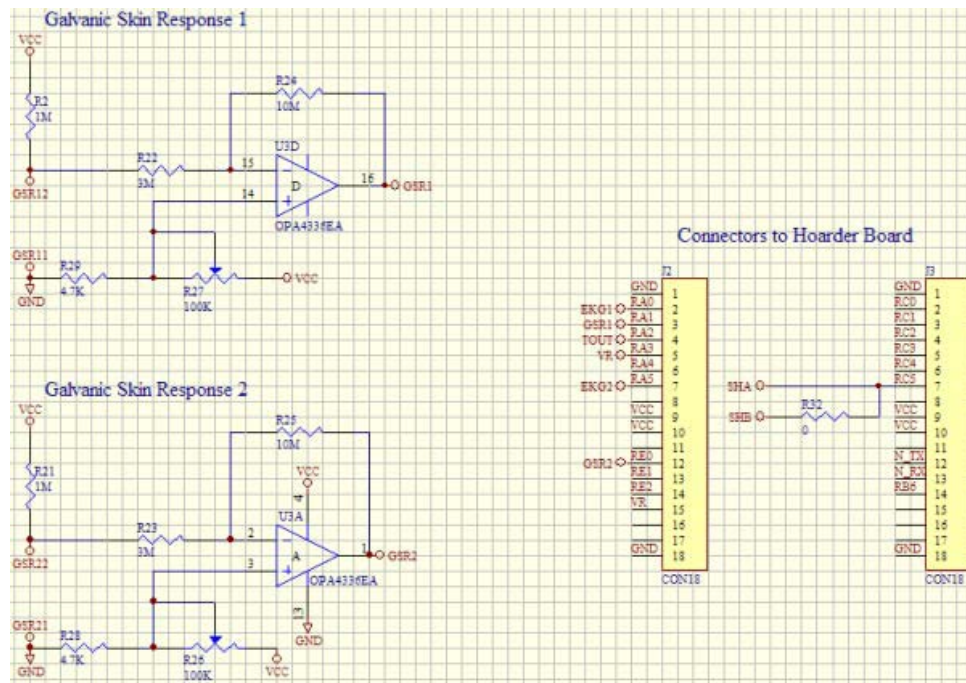 Galvanic Skin Response 1
VCC
R2
1M
R24
10M
U3D
R22
3M
15
D
16
GSR1
GSR12
14
OPA4336EA
GSR11
R29
4.7K
GND
R27
100K
VCC
Galvanic Skin Response 2
VCC
R21
1M
R25
10M
VCC
4
U3A
R23
3M
2
A
1
GSR2
GSR22
3
OPA4336EA
13
GND
GSR21
R28
4.7K
GND
R26
100K
VCC
Connectors to Hoarder Board
J2
GND 1
EKG1 RA0 2
GSR1 RA1 3
TOUT RA2 4
VR RA3 5
RA4 6
EKG2 RA5 7
8
VCC 9
VCC 10
11
GSR2 RE0 12
RE1 13
RE2 14
VR 15
16
17
GND 18
CON18
SHA
SHB
R32
0
J3
GND 1
RC0 2
RC1 3
RC2 4
RC3 5
RC4 6
RC5 7
8
VCC 9
VCC 10
11
N_TX 12
N_RX 13
RB6 14
15
16
17
GND 18
CON18